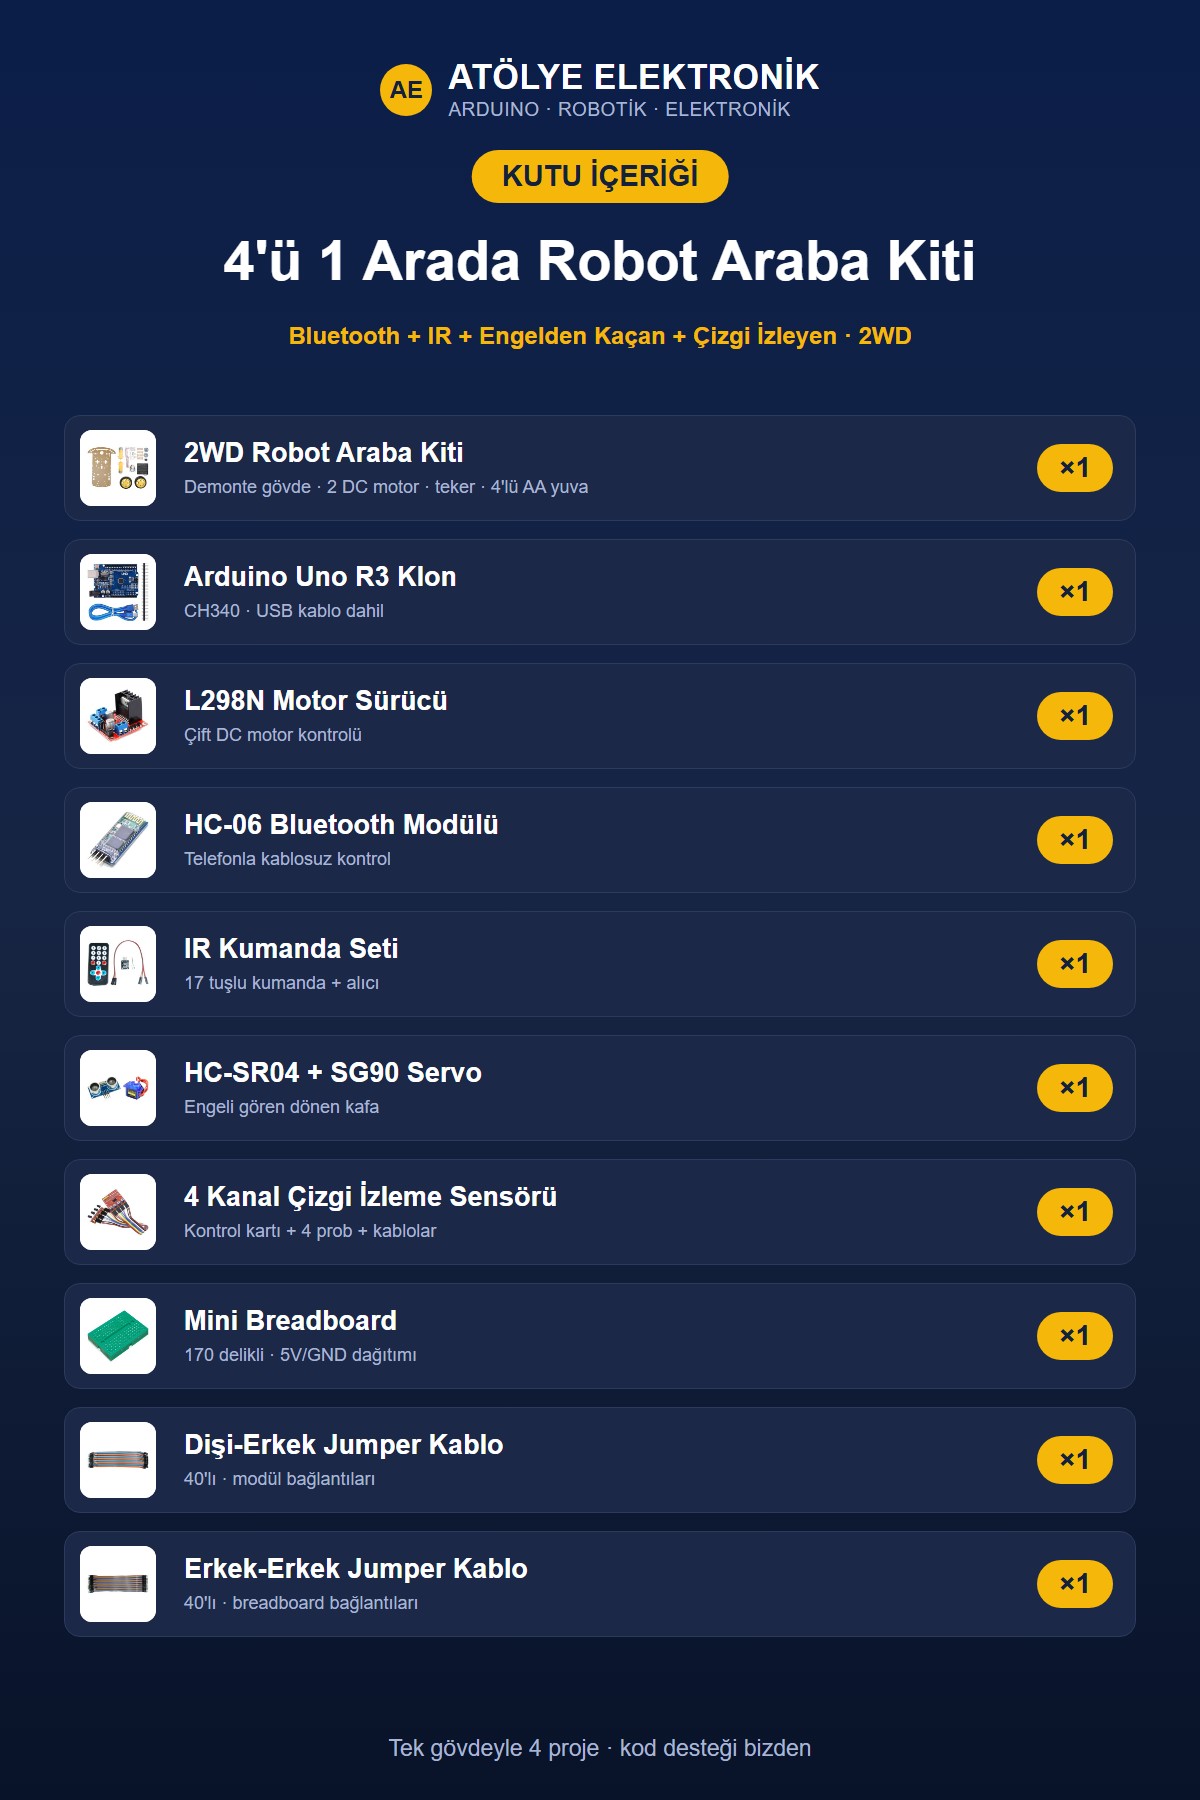 AE
ATÖLYE ELEKTRONİK
ARDUINO · ROBOTİK · ELEKTRONİK
KUTU İÇERİĞİ
4'ü 1 Arada Robot Araba Kiti
Bluetooth + IR + Engelden Kaçan + Çizgi İzleyen · 2WD
2WD Robot Araba Kiti
Demonte gövde · 2 DC motor · teker · 4'lü AA yuva
×1
Arduino Uno R3 Klon
CH340 · USB kablo dahil
×1
L298N Motor Sürücü
Çift DC motor kontrolü
×1
HC-06 Bluetooth Modülü
Telefonla kablosuz kontrol
×1
IR Kumanda Seti
17 tuşlu kumanda + alıcı
×1
HC-SR04 + SG90 Servo
Engeli gören dönen kafa
×1
4 Kanal Çizgi İzleme Sensörü
Kontrol kartı + 4 prob + kablolar
×1
Mini Breadboard
170 delikli · 5V/GND dağıtımı
×1
Dişi-Erkek Jumper Kablo
40'lı · modül bağlantıları
×1
Erkek-Erkek Jumper Kablo
40'lı · breadboard bağlantıları
×1
Tek gövdeyle 4 proje · kod desteği bizden